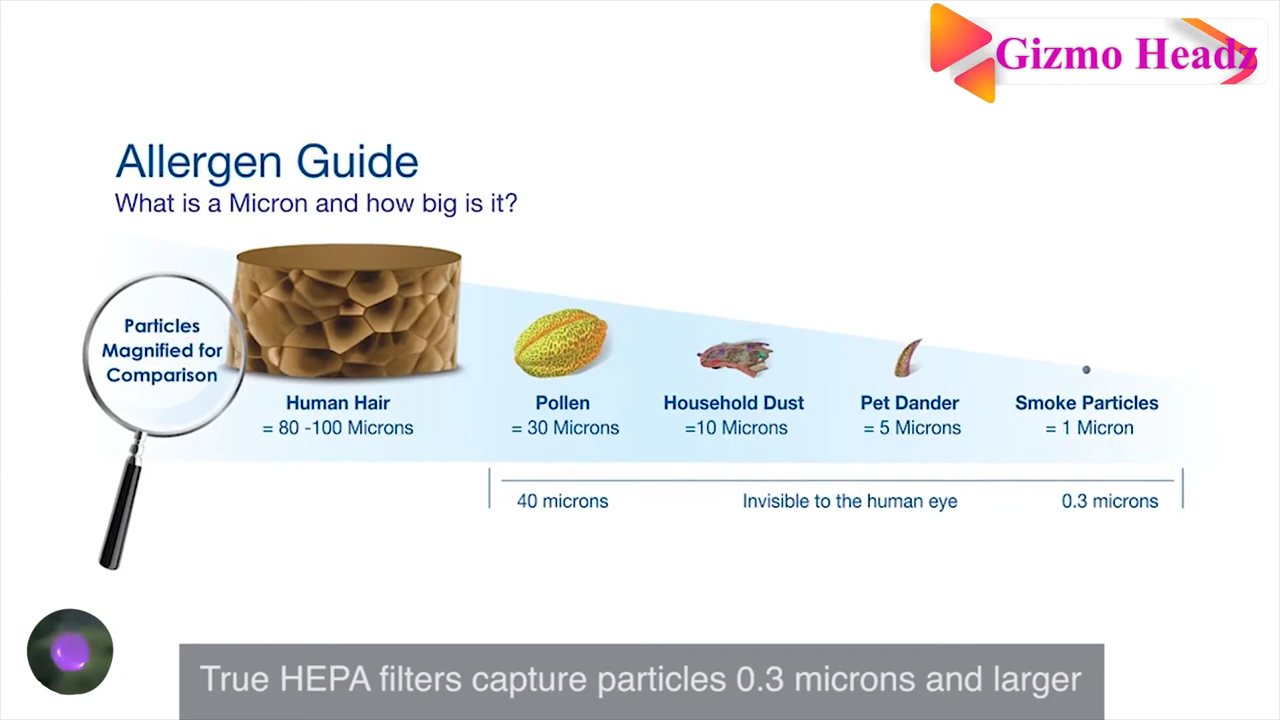 Gizmo Headz
Allergen Guide
What is a Micron and how big is it?
Particles
Magnified for
Comparison
Human Hair
= 80 -100 Microns
Pollen
= 30 Microns
Household Dust
=10 Microns
Pet Dander
= 5 Microns
Smoke Particles
= 1 Micron
40 microns
Invisible to the human eye
0.3 microns
True HEPA filters capture particles 0.3 microns and larger